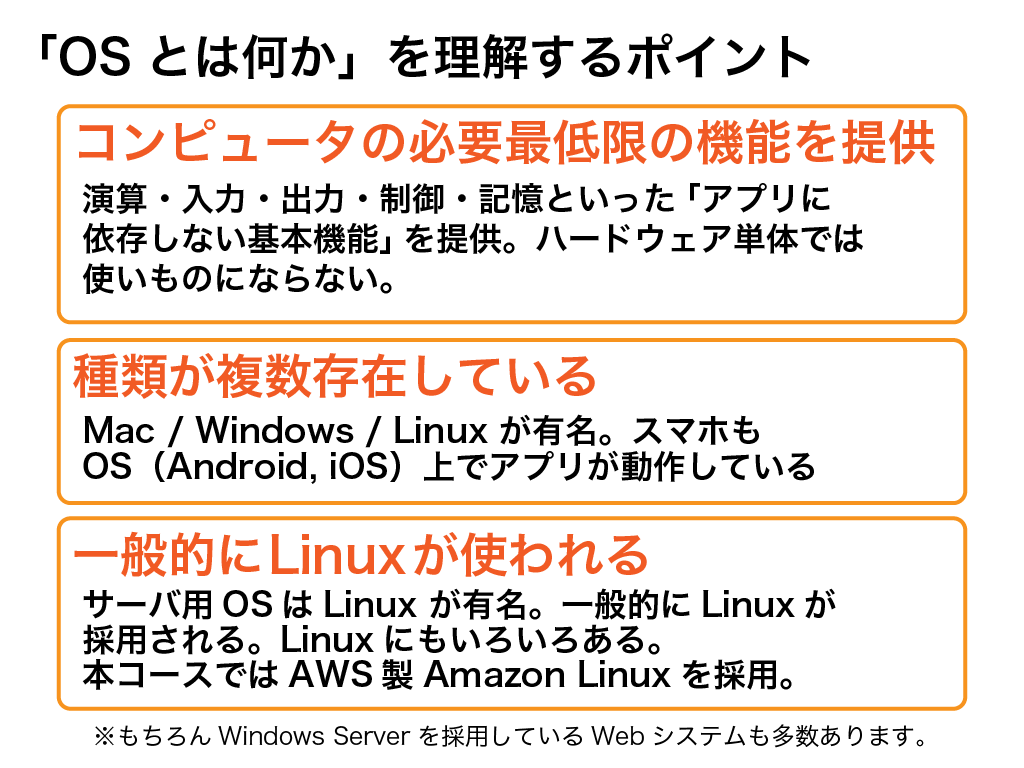 「OS とは何か」を理解するポイント
コンピュータの必要最低限の機能を提供
演算・入力・出力・制御・記憶といった「アプリに
依存しない基本機能」を提供。ハードウェア単体では
使いものにならない。
種類が複数存在している
Mac / Windows / Linux が有名。スマホも
OS（Android, iOS）上でアプリが動作している
一般的にLinuxが使われる
サーバ用 OS は Linux が有名。一般的に Linux が
採用される。Linux にもいろいろある。
本コースでは AWS 製 Amazon Linux を採用。
※もちろん Windows Server を採用している Web システムも多数あります。